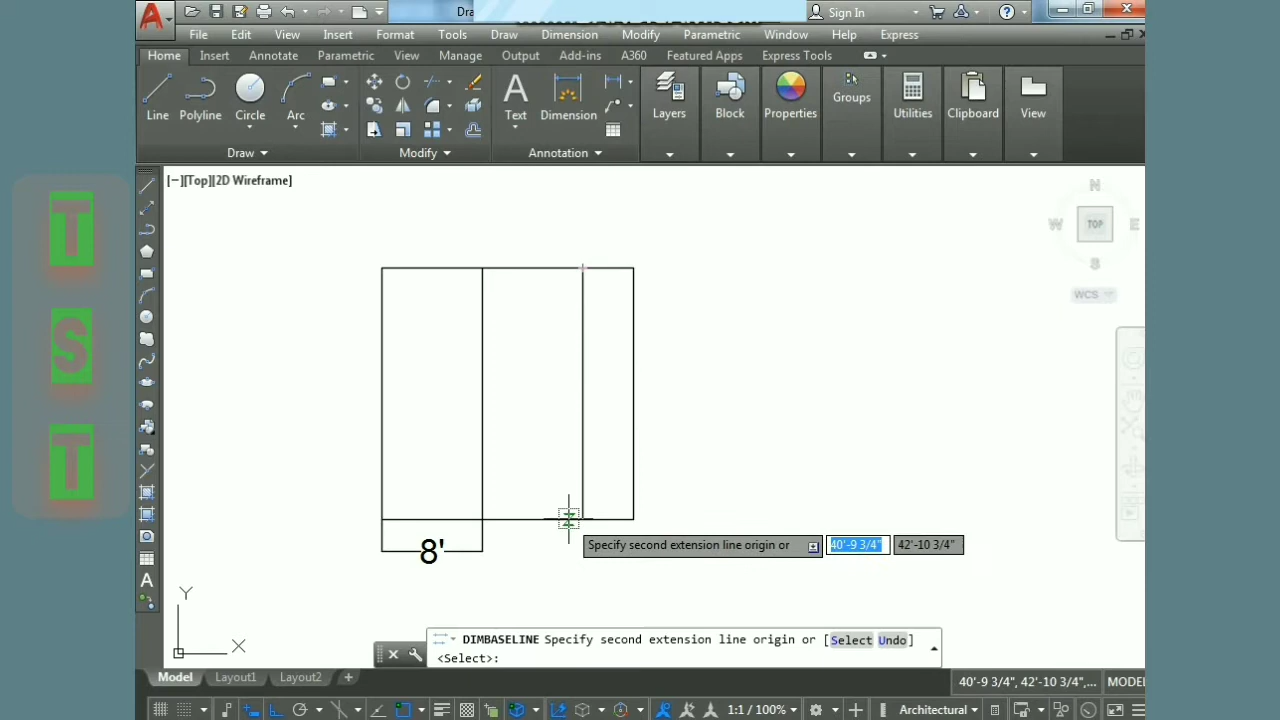 Dra
Sign In
File Edit View Insert Format Tools Draw Dimension Modify Parametric Window Help Express
Home Insert Annotate Parametric View Manage Output Add-ins A360 Featured Apps Express Tools
Line Polyline Circle Arc Text Dimension Layers Block Properties Groups Utilities Clipboard View
Draw Modify Annotation
[−][Top][2D Wireframe]
N
W TOP E
S
WCS
T
S
T
8'
Specify second extension line origin or 40'-9 3/4" 42'-10 3/4"
Y
X
DIMBASELINE Specify second extension line origin or [Select Undo]
<Select>:
Model Layout1 Layout2 + 40'-9 3/4", 42'-10 3/4",... MODEL
1:1 / 100% Architectural